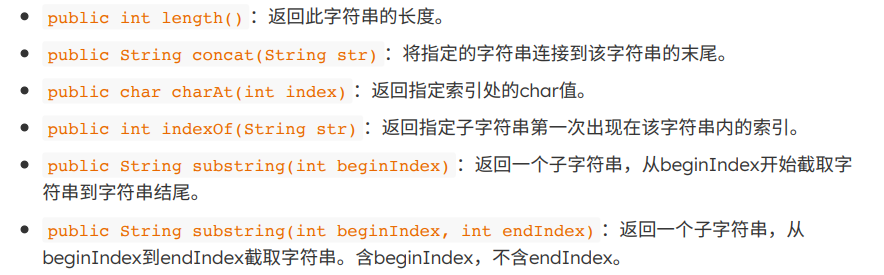 public int length()：返回此字符串的长度。
public String concat(String str)：将指定的字符串连接到该字符串的末尾。
public char charAt(int index)：返回指定索引处的char值。
public int indexOf(String str)：返回指定子字符串第一次出现在该字符串内的索引。
public String substring(int beginIndex)：返回一个子字符串，从beginIndex开始截取字
符串到字符串结尾。
public String substring(int beginIndex, int endIndex)：返回一个子字符串，从
beginIndex到endIndex截取字符串。含beginIndex，不含endIndex。